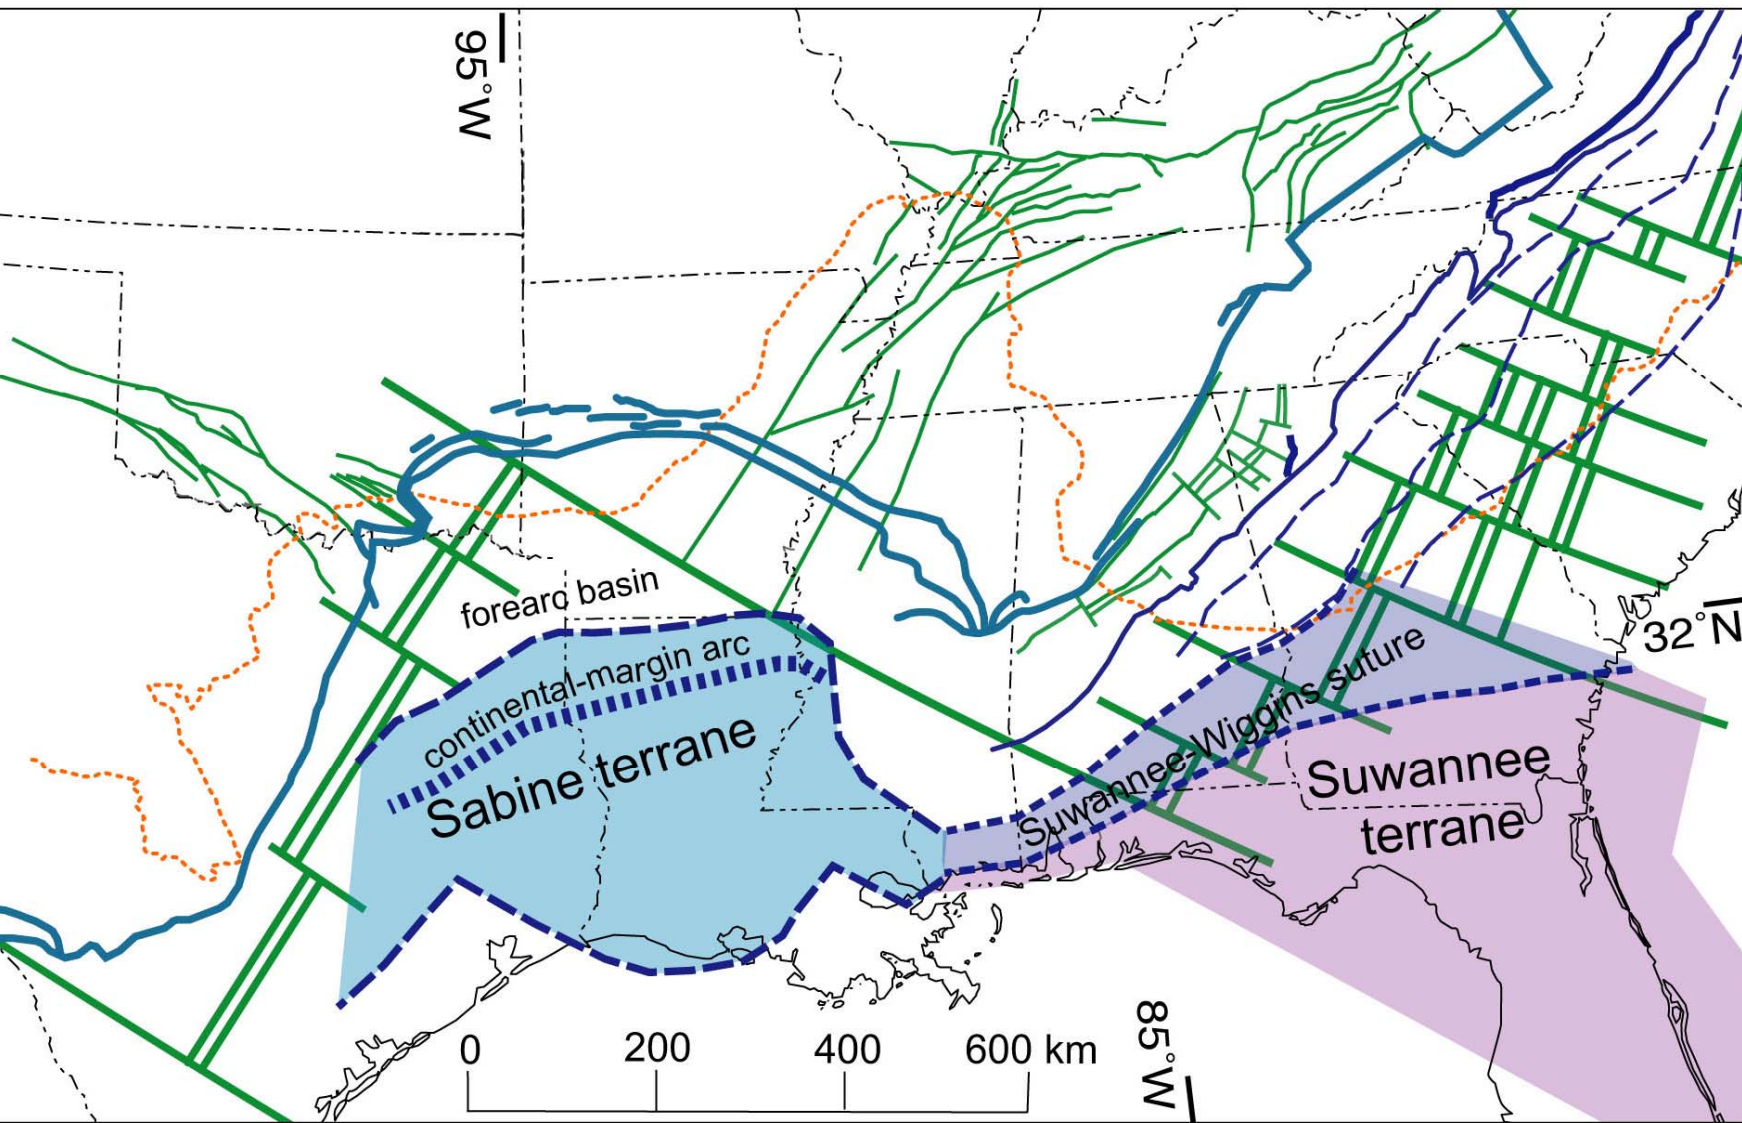 95°W
forearc basin
continental-margin arc
Sabine terrane
Suwannee-Wiggins suture
Suwannee
terrane
32°N
0 200 400 600 km
85°W